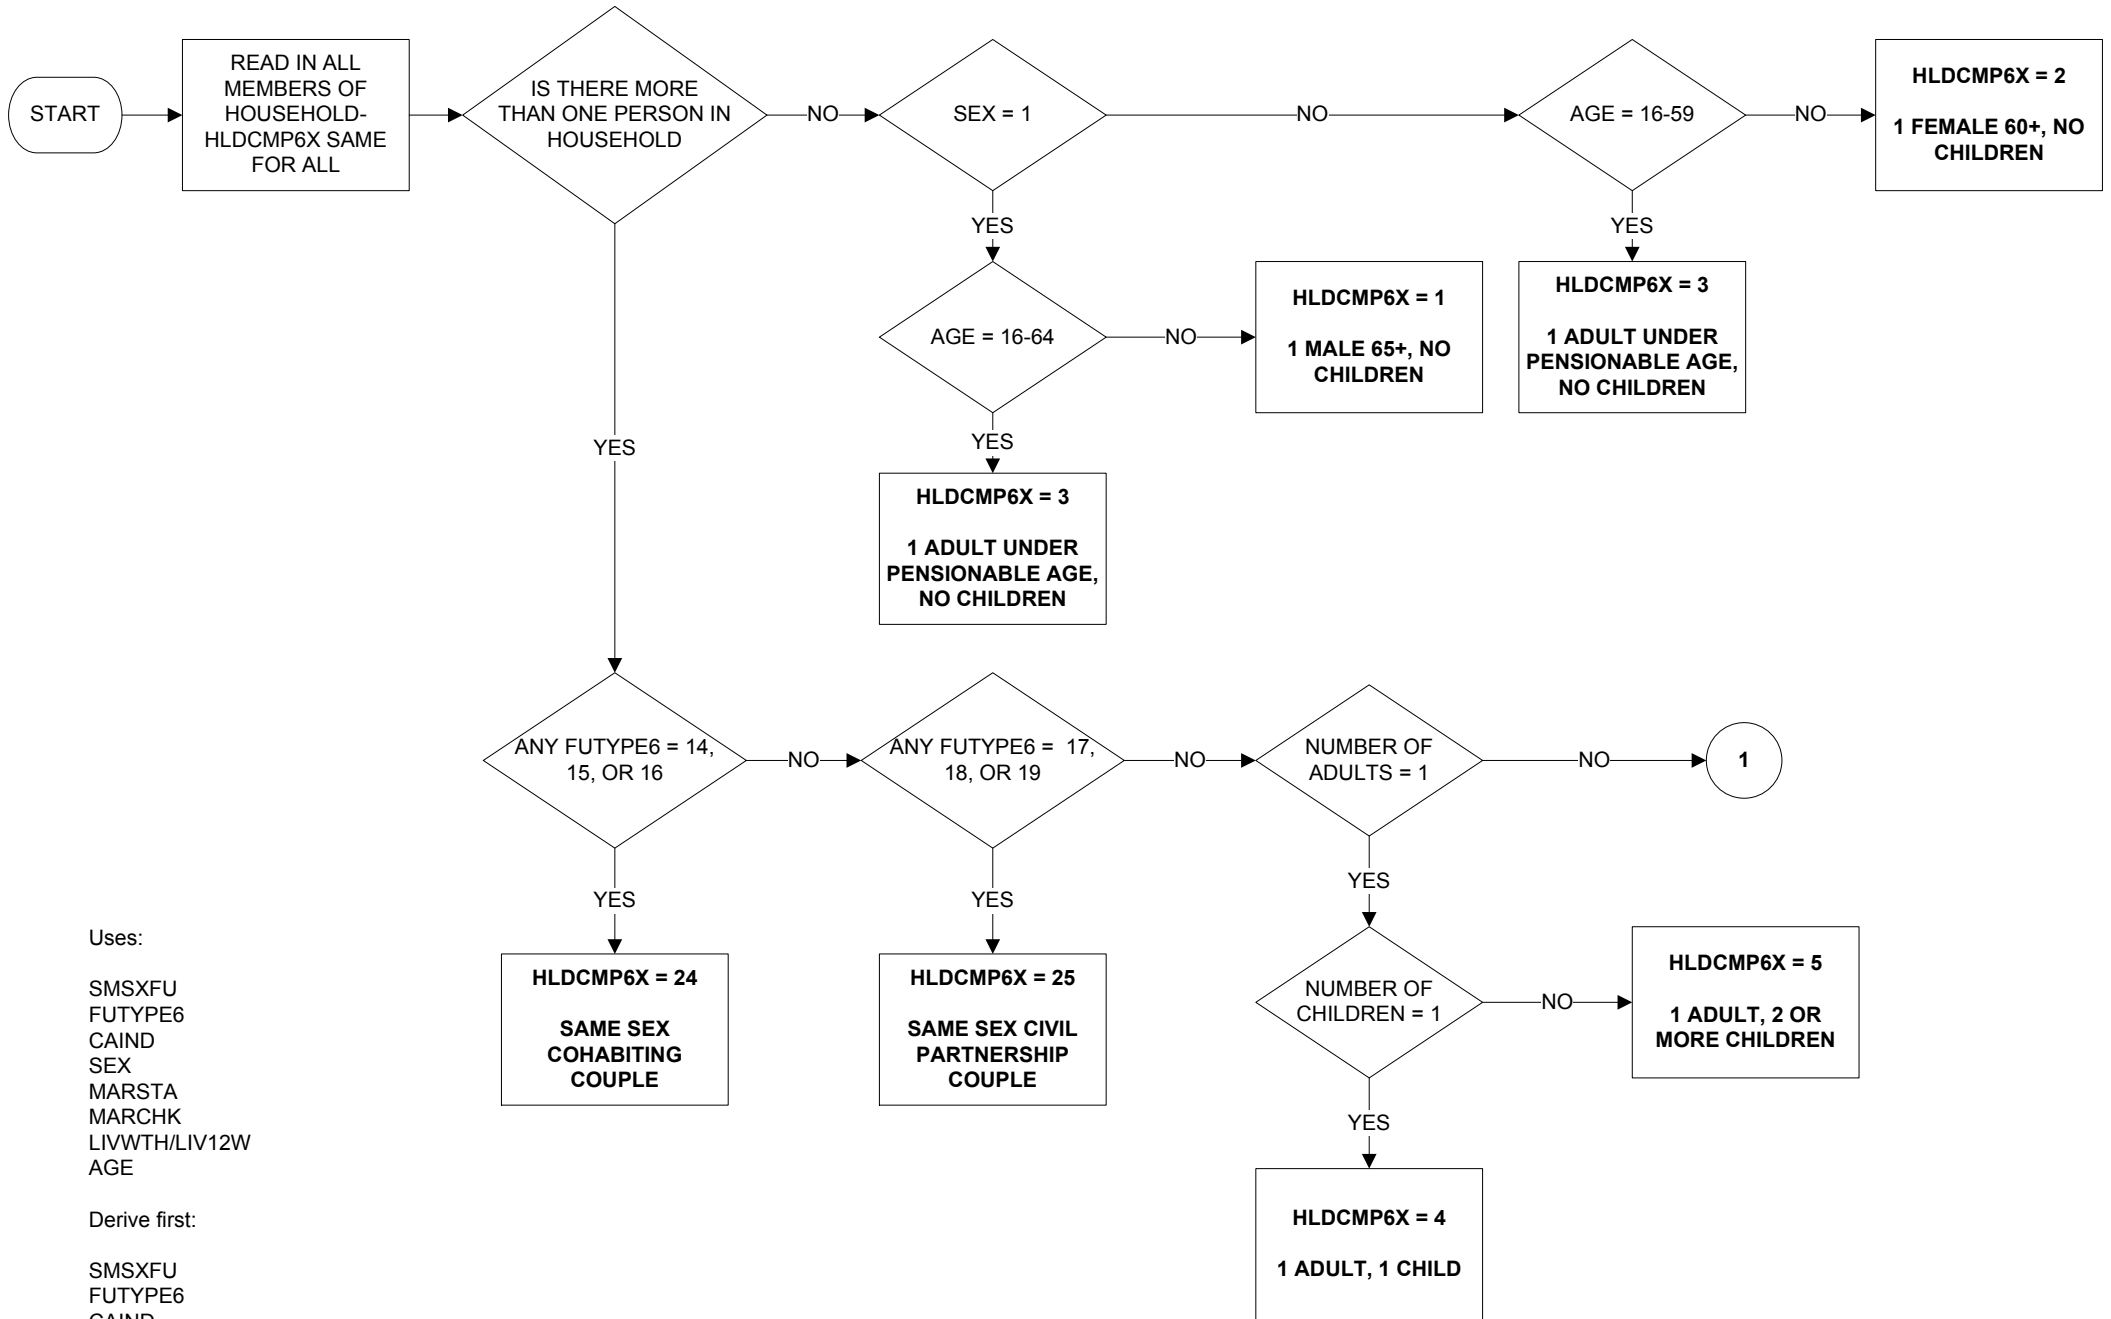 START
READ IN ALL
MEMBERS OF
HOUSEHOLD-
HLDCMP6X SAME
FOR ALL
IS THERE MORE
THAN ONE PERSON IN
HOUSEHOLD
NO
SEX = 1
NO
AGE = 16-59
NO
HLDCMP6X = 2
1 FEMALE 60+, NO
CHILDREN
YES
YES
AGE = 16-64
NO
HLDCMP6X = 1
1 MALE 65+, NO
CHILDREN
HLDCMP6X = 3
1 ADULT UNDER
PENSIONABLE AGE,
NO CHILDREN
YES
YES
HLDCMP6X = 3
1 ADULT UNDER
PENSIONABLE AGE,
NO CHILDREN
ANY FUTYPE6 = 14,
15, OR 16
NO
ANY FUTYPE6 = 17,
18, OR 19
NO
NUMBER OF
ADULTS = 1
NO
1
YES
YES
YES
HLDCMP6X = 24
SAME SEX
COHABITING
COUPLE
HLDCMP6X = 25
SAME SEX CIVIL
PARTNERSHIP
COUPLE
NUMBER OF
CHILDREN = 1
NO
HLDCMP6X = 5
1 ADULT, 2 OR
MORE CHILDREN
YES
HLDCMP6X = 4
1 ADULT, 1 CHILD
Uses:
SMSXFU
FUTYPE6
CAIND
SEX
MARSTA
MARCHK
LIVWTH/LIV12W
AGE
Derive first:
SMSXFU
FUTYPE6
CAIND